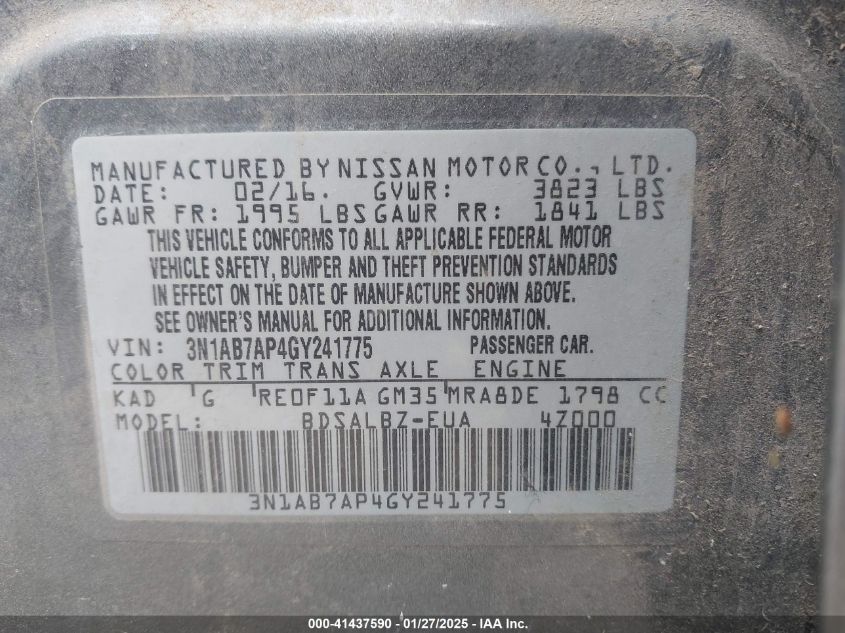 MANUFACTURED BY NISSAN MOTOR CO., LTD.
DATE: 02/16. GVWR: 3823 LBS
GAWR FR: 1995 LBS GAWR RR: 1841 LBS
THIS VEHICLE CONFORMS TO ALL APPLICABLE FEDERAL MOTOR
VEHICLE SAFETY, BUMPER AND THEFT PREVENTION STANDARDS
IN EFFECT ON THE DATE OF MANUFACTURE SHOWN ABOVE.
SEE OWNER'S MANUAL FOR ADDITIONAL INFORMATION.
VIN: 3N1AB7AP4GY241775 PASSENGER CAR.
COLOR TRIM TRANS AXLE ENGINE
KAD G RE0F11A GM35 MRA8DE 1798 CC
MODEL: BDSALBZ-EUA 4Z000
3N1AB7AP4GY241775
000-41437590 - 01/27/2025 - IAA Inc.